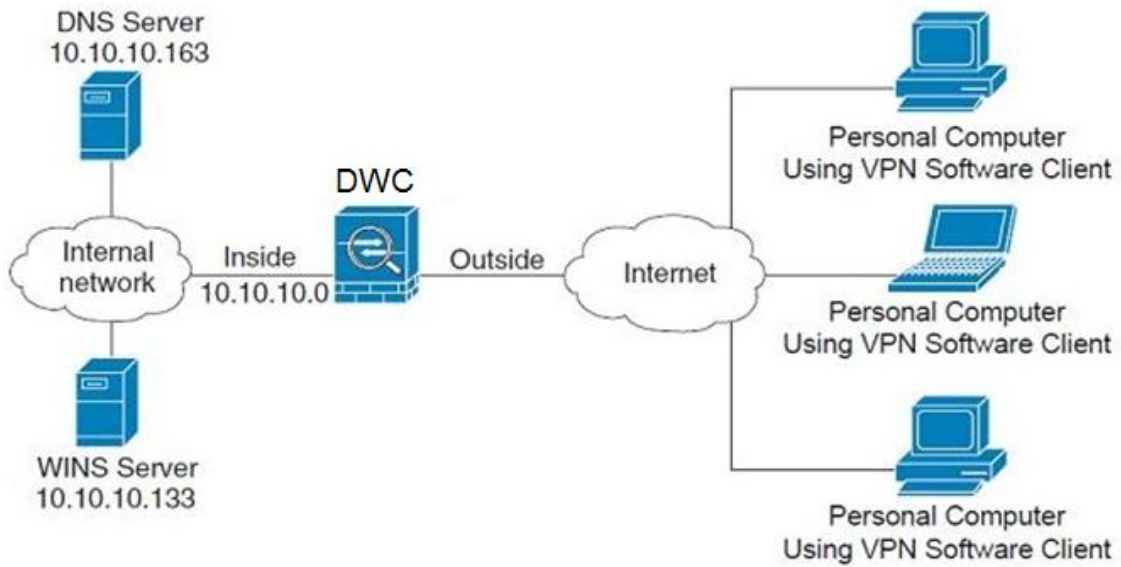 DNS Server
10.10.10.163
DWC
Internal
network
Inside
10.10.10.0
Outside
Internet
WINS Server
10.10.10.133
Personal Computer
Using VPN Software Client
Personal Computer
Using VPN Software Client
Personal Computer
Using VPN Software Client